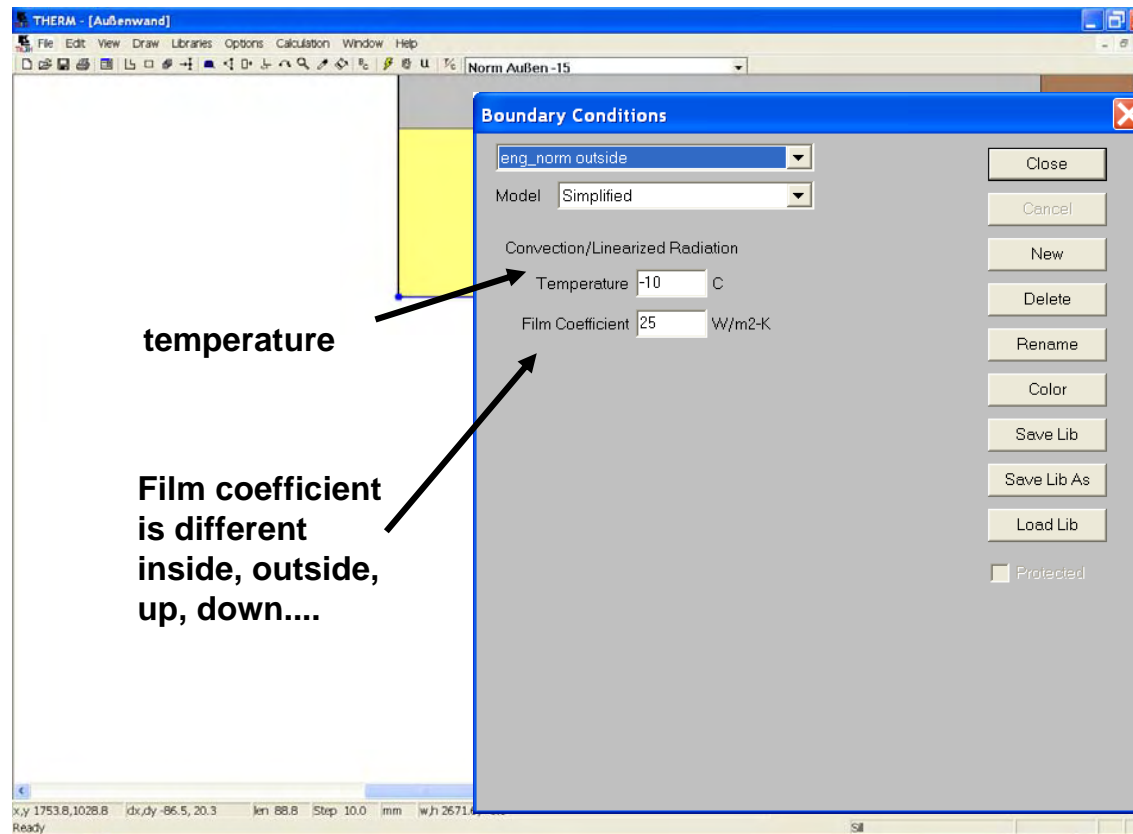 THERM - [Außenwand]
File Edit View Draw Libraries Options Calculation Window Help
Norm Außen -15
Boundary Conditions
eng_norm outside
Close
Model Simplified
Cancel
Convection/Linearized Radiation
New
Temperature -10 C
Delete
Film Coefficient 25 W/m2-K
temperature
Rename
Color
Save Lib
Film coefficient
is different
inside, outside,
up, down....
Save Lib As
Load Lib
Protected
x,y 1753.8,1028.8 dx,dy -86.5, 20.3 len 88.8 Step 10.0 mm
Ready
Sill